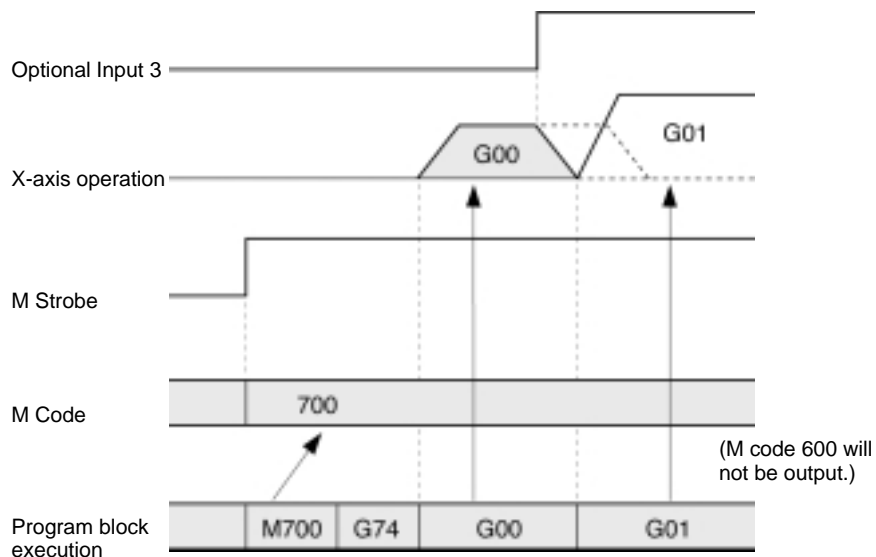 Optional Input 3
G01
G00
X-axis operation
M Strobe
M Code
700
(M code 600 will
not be output.)
Program block
execution
M700
G74
G00
G01